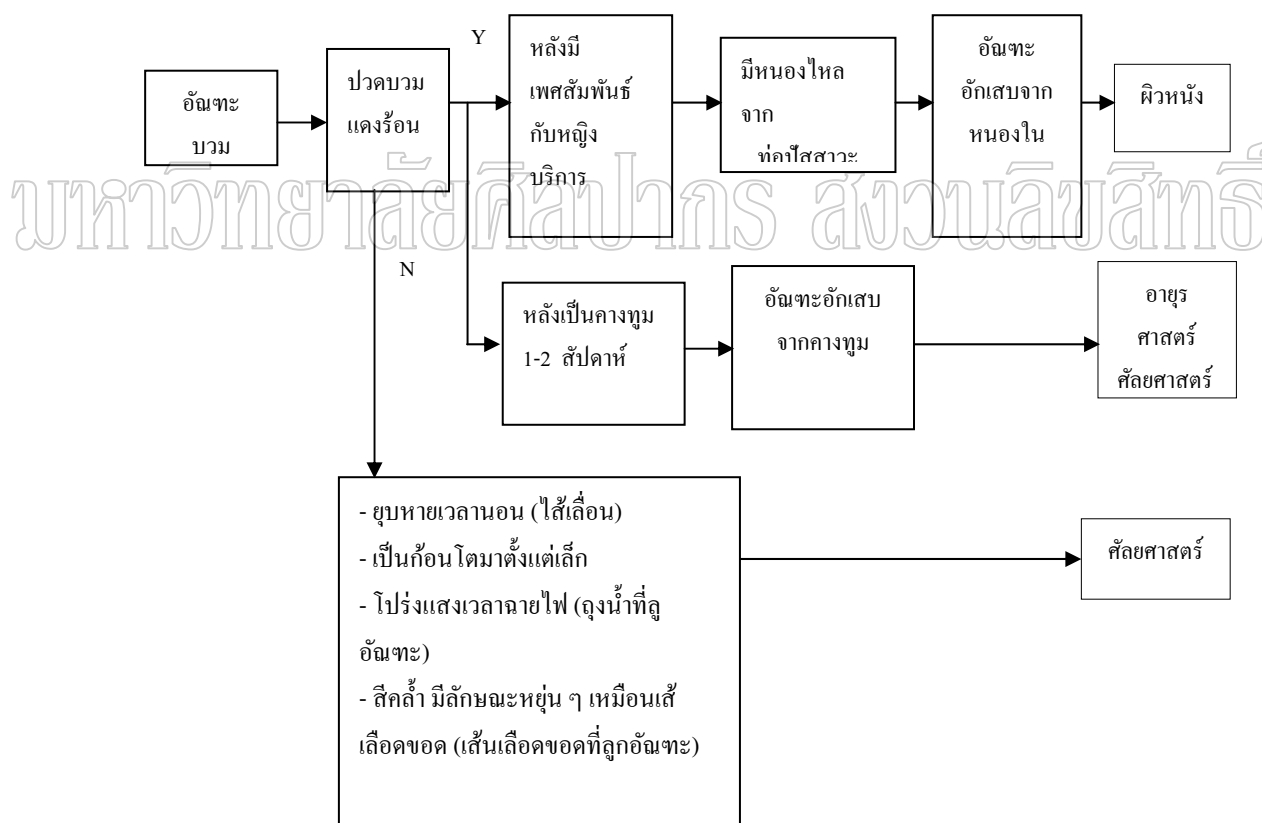 Y
อัณฑะ
บวม
ปวดบวม
แดงร้อน
หลังมี
เพศสัมพันธ์
กับหญิง
บริการ
มีหนองไหล
จาก
ท่อปัสสาวะ
อัณฑะ
อักเสบจาก
หนองใน
ผิวหนัง
มหาวิทยาลัยศิลปากร สงวนลิขสิทธิ์
N
หลังเป็นคางทูม
1-2 สัปดาห์
อัณฑะอักเสบ
จากคางทูม
อายุร
ศาสตร์
ศัลยศาสตร์
- ยุบหายเวลานอน (ไส้เลื่อน)
- เป็นก้อนโตมาตั้งแต่เล็ก
- โปร่งแสงเวลาฉายไฟ (ถุงน้ำที่ลู
อัณฑะ)
- สีคล้ำ มีลักษณะหยุ่น ๆ เหมือนเส้
เลือดขอด (เส้นเลือดขอดที่ลูกอัณฑะ)
ศัลยศาสตร์